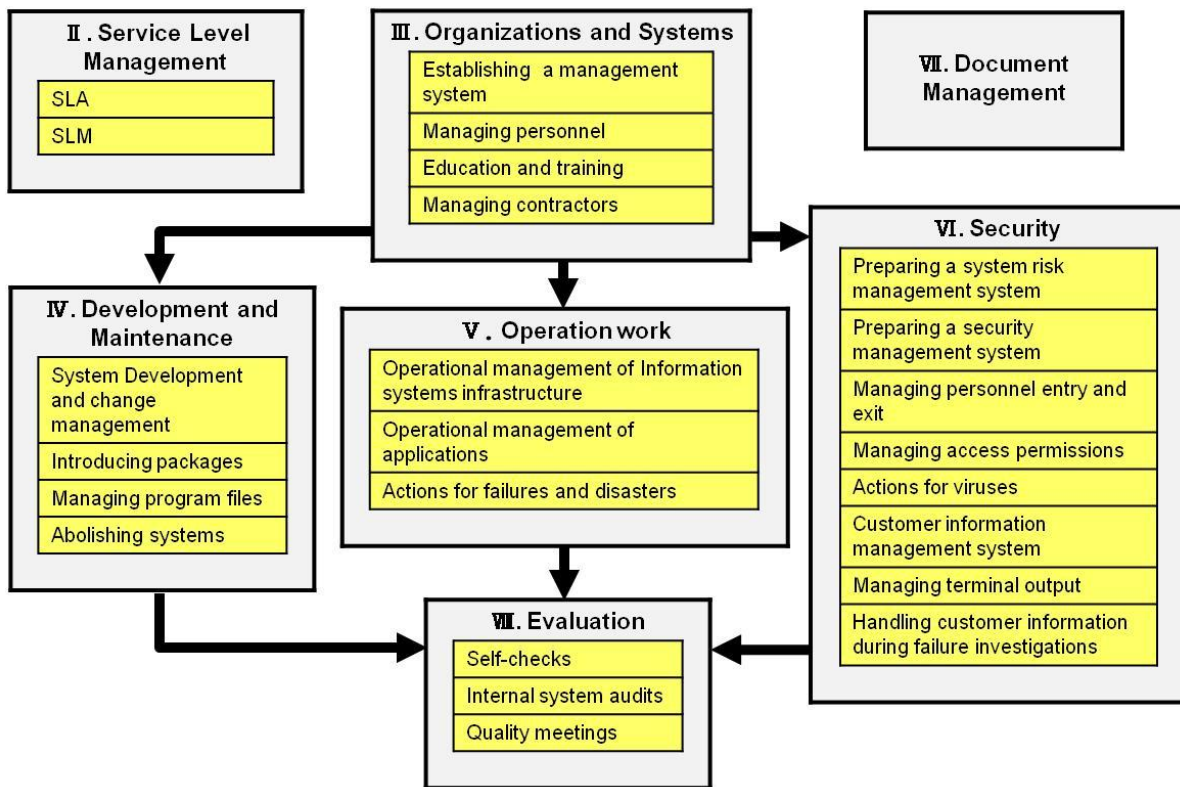 Ⅱ. Service Level
Management
SLA
SLM
Ⅲ. Organizations and Systems
Establishing a management
system
Managing personnel
Education and training
Managing contractors
Ⅶ. Document
Management
Ⅳ. Development and
Maintenance
System Development
and change
management
Introducing packages
Managing program files
Abolishing systems
Ⅴ. Operation work
Operational management of Information
systems infrastructure
Operational management of
applications
Actions for failures and disasters
Ⅵ. Security
Preparing a system risk
management system
Preparing a security
management system
Managing personnel entry and
exit
Managing access permissions
Actions for viruses
Customer information
management system
Managing terminal output
Handling customer information
during failure investigations
Ⅷ. Evaluation
Self-checks
Internal system audits
Quality meetings